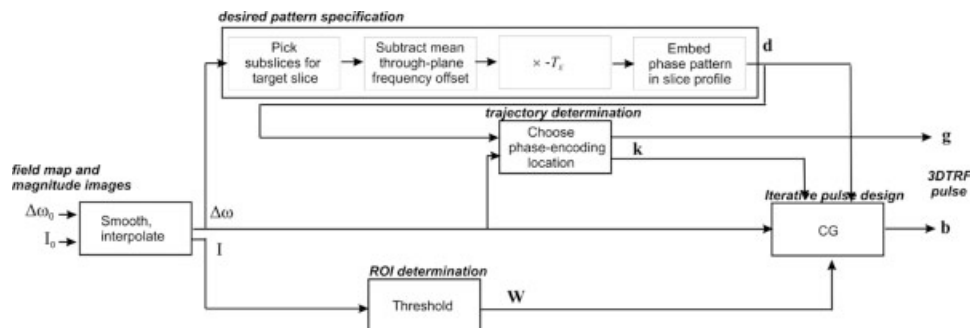 desired pattern specification
Pick
subslices for
target slice
Subtract mean
through-plane
frequency offset
× -T_E
Embed
phase pattern
in slice profile
d
trajectory determination
Choose
phase-encoding
location
g
k
field map and
magnitude images
Δω₀
I₀
Smooth,
interpolate
Δω
I
3DTRF
pulse
Iterative pulse design
CG
b
ROI determination
Threshold
W